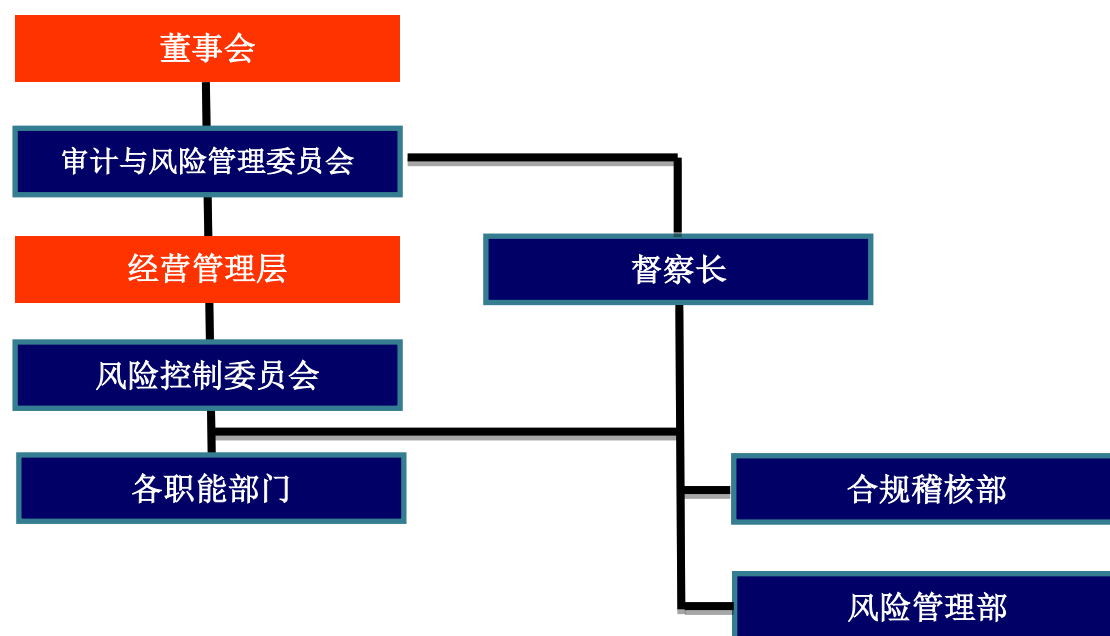 董事会
审计与风险管理委员会
经营管理层
督察长
风险控制委员会
各职能部门
合规稽核部
风险管理部